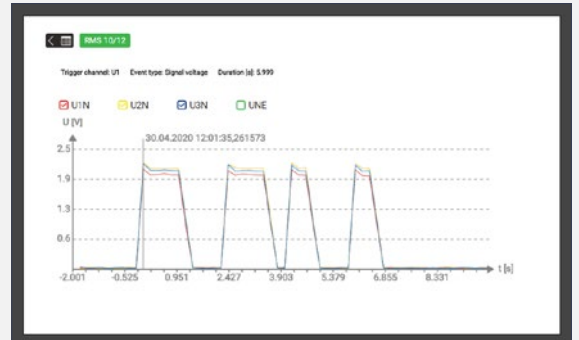 RMS 10/12
Trigger channel: U1 Event type: Signal voltage Duration [s]: 5.999
U1N U2N U3N UNE
U [V]
30.04.2020 12:01:35,261573
2.5
1.9
1.3
0.6
t [s]
-2.001 -0.525 0.951 2.427 3.903 5.379 6.855 8.331